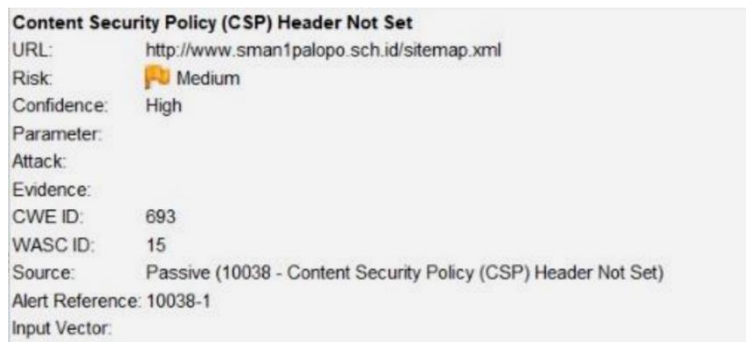 Content Security Policy (CSP) Header Not Set
URL: http://www.sman1palopo.sch.id/sitemap.xml
Risk: Medium
Confidence: High
Parameter:
Attack:
Evidence:
CWE ID: 693
WASC ID: 15
Source: Passive (10038 - Content Security Policy (CSP) Header Not Set)
Alert Reference: 10038-1
Input Vector: